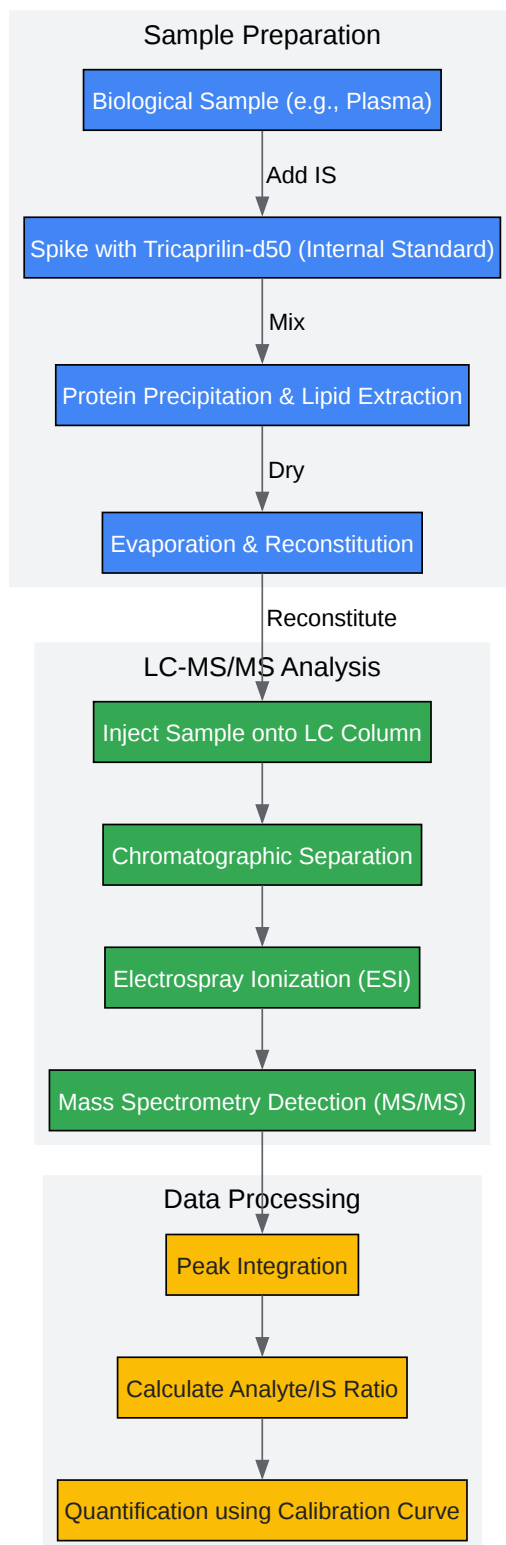 Sample Preparation
Biological Sample (e.g., Plasma)
Add IS
Spike with Tricaprilin-d50 (Internal Standard)
Mix
Protein Precipitation & Lipid Extraction
Dry
Evaporation & Reconstitution
Reconstitute
LC-MS/MS Analysis
Inject Sample onto LC Column
Chromatographic Separation
Electrospray Ionization (ESI)
Mass Spectrometry Detection (MS/MS)
Data Processing
Peak Integration
Calculate Analyte/IS Ratio
Quantification using Calibration Curve